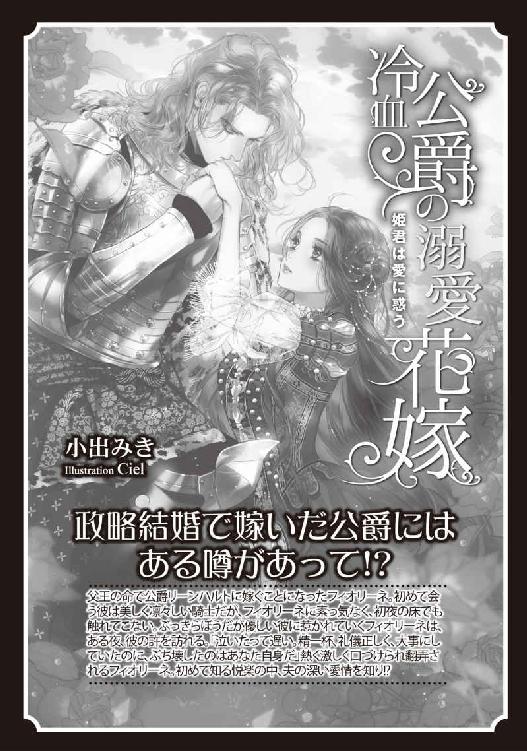 冷血公爵の溺愛花嫁
姫君は愛に惑う
小出みき
Illustration Ciel
政略結婚で嫁いだ公爵には
ある噂があって!?
父王の命で公爵リーンハルトに嫁ぐことになったフィオリーネ。初めて会
う彼は美しく凛々しい騎士だが、フィオリーネに素っ気なく、初夜の床でも
触れてこない。ぶっきらぼうだが優しい彼に惹かれていくフィオリーネは、
ある夜、彼の部屋を訪れる。「泣いたって遅い。精一杯、礼儀正しく、大事にし
ていたのに、ぶち壊したのはあなた自身だ」熱く激しく口づけられ翻弄さ
れるフィオリーネ。初めて知る悦楽の中、夫の深い愛情を知り!?